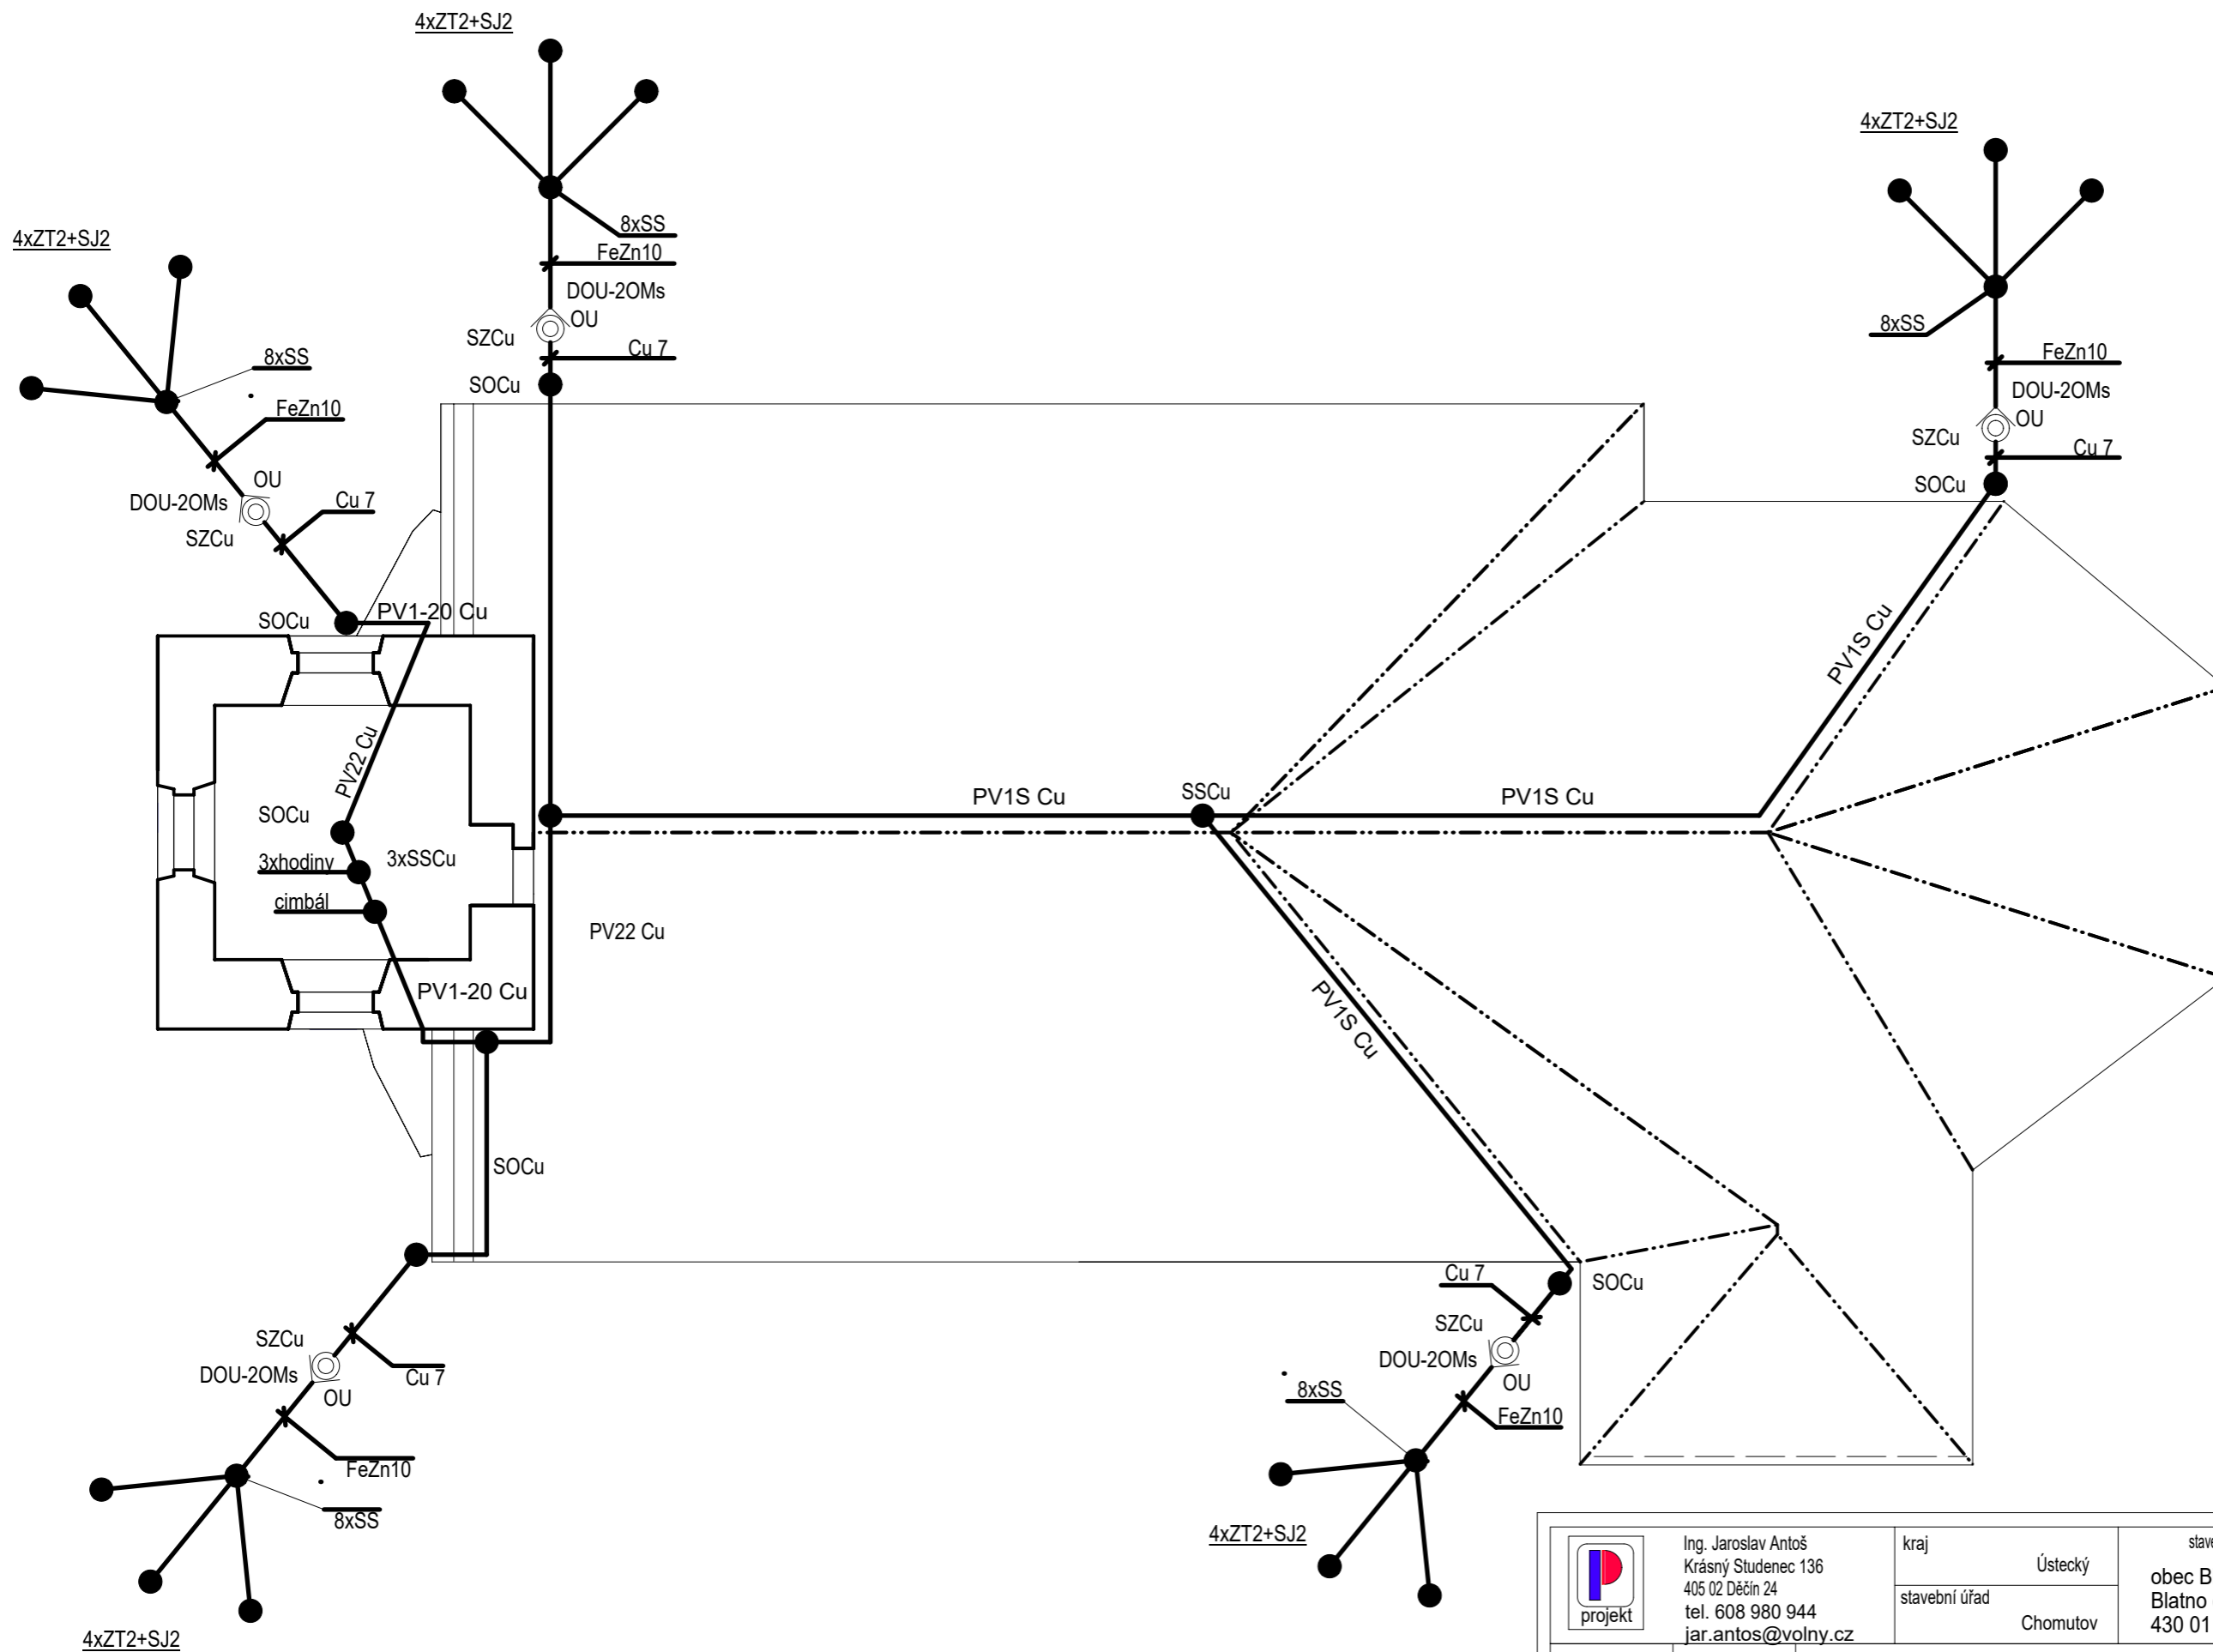 4xZT2+SJ2
8xSS
FeZn10
DOU-2OMs
OU
SZCu
Cu 7
SOCu
4xZT2+SJ2
8xSS
FeZn10
DOU-2OMs
OU
SZCu
Cu 7
SOCu
4xZT2+SJ2
8xSS
FeZn10
OU
DOU-2OMs
Cu 7
SZCu
SOCu
PV1-20 Cu
PV22 Cu
SOCu
3xhodiny
3xSSCu
cimbál
PV1-20 Cu
PV22 Cu
PV1S Cu
SSCu
PV1S Cu
PV1S Cu
PV1S Cu
SOCu
SZCu
Cu 7
DOU-2OMs
OU
FeZn10
8xSS
4xZT2+SJ2
Cu 7
SOCu
SZCu
DOU-2OMs
OU
8xSS
FeZn10
4xZT2+SJ2
projekt
Ing. Jaroslav Antoš
Krásný Studenec 136
405 02 Děčín 24
tel. 608 980 944
jar.antos@volny.cz
kraj
Ústecký
stavební úřad
Chomutov
obec B
Blatno
430 01